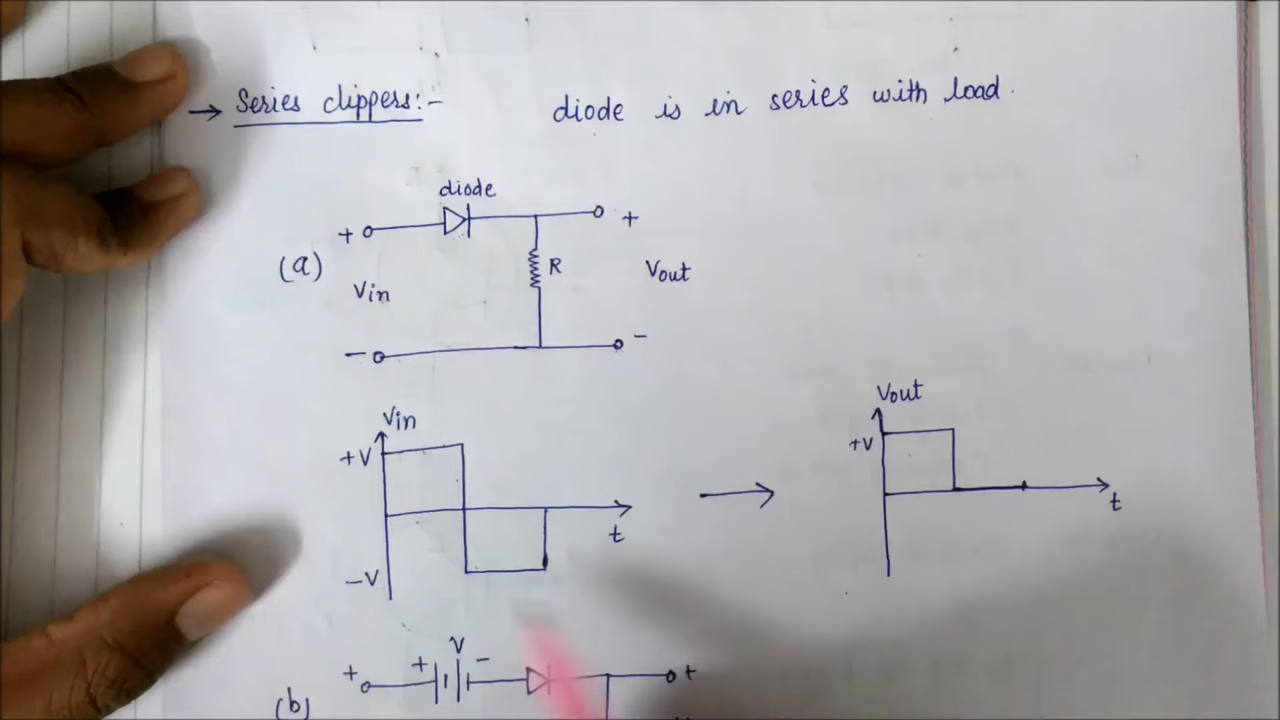 → Series clippers:- diode is in series with load.
diode
+ +
(a) R
Vin Vout
- -
Vin Vout
+V +V
t t
-V
V
+ + - +
(b)